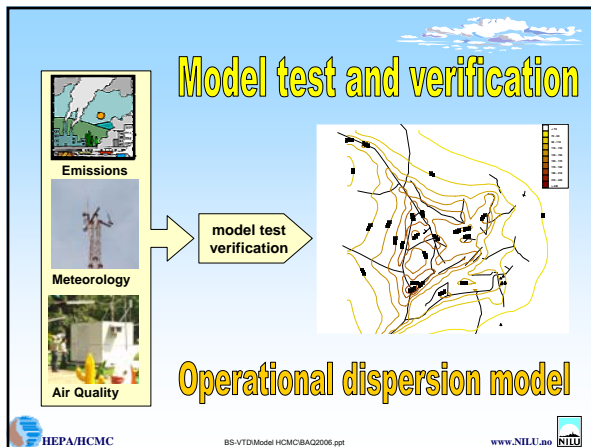 Model test and verification
Emissions
Meteorology
Air Quality
model test
verification
Operational dispersion model
HEPA/HCMC
BS-VTD\Model HCMC\BAQ2006.ppt
www.NILU.no
NILU